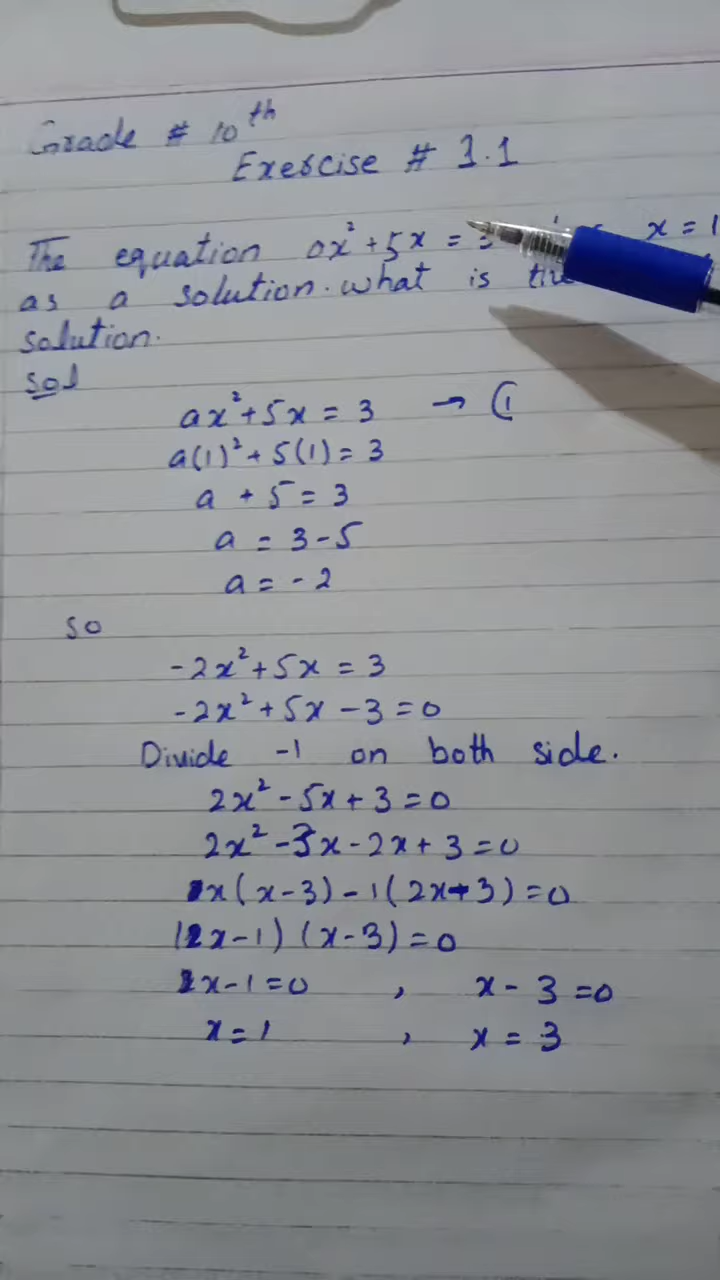 Grade # 10th
Exercise # 1.1
The equation ax²+5x = 3 x = 1
as a solution. what is the
solution.
Sol
ax²+5x = 3 → (1
a(1)²+5(1)=3
a + 5 = 3
a = 3-5
a = -2
so
-2x²+5x = 3
-2x²+5x-3=0
Divide -1 on both side.
2x²-5x+3=0
2x²-3x-2x+3=0
x(x-3)-1(2x+3)=0
(2x-1)(x-3)=0
2x-1=0 , x-3=0
x=1 , x=3